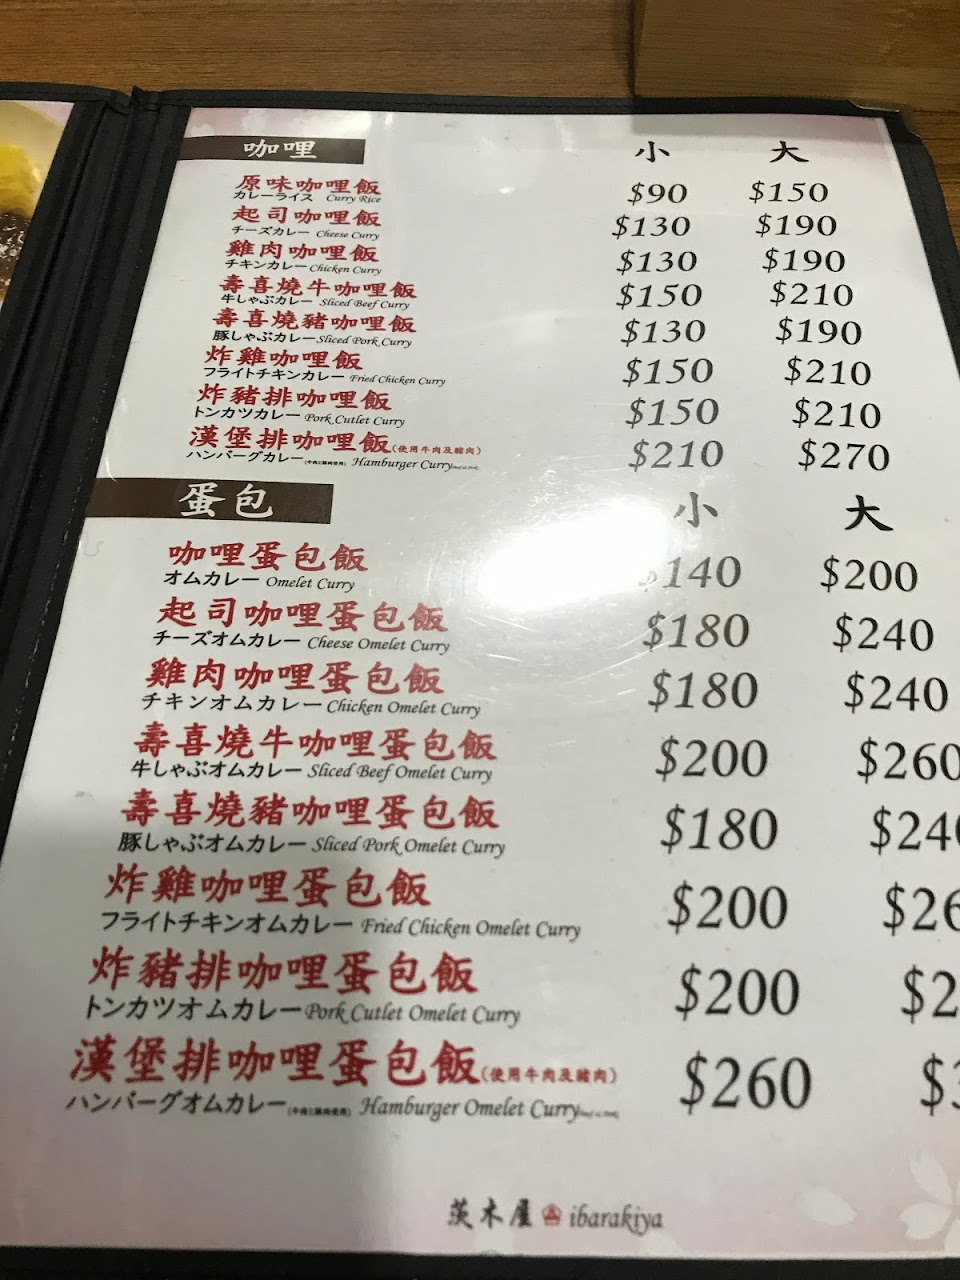 咖哩 小 大
原味咖哩飯 $90 $150
カレーライス Curry Rice
起司咖哩飯 $130 $190
チーズカレー Cheese Curry
雞肉咖哩飯 $130 $190
チキンカレー Chicken Curry
壽喜燒牛咖哩飯 $150 $210
牛しゃぶカレー Sliced Beef Curry
壽喜燒豬咖哩飯 $130 $190
豚しゃぶカレー Sliced Pork Curry
炸雞咖哩飯 $150 $210
フライトチキンカレー Fried Chicken Curry
炸豬排咖哩飯 $150 $210
トンカツカレー Pork Cutlet Curry
漢堡排咖哩飯(使用牛肉及豬肉) $210 $270
ハンバーグカレー Hamburger Curry
蛋包 小 大
咖哩蛋包飯 $140 $200
オムカレー Omelet Curry
起司咖哩蛋包飯 $180 $240
チーズオムカレー Cheese Omelet Curry
雞肉咖哩蛋包飯 $180 $240
チキンオムカレー Chicken Omelet Curry
壽喜燒牛咖哩蛋包飯 $200 $260
牛しゃぶオムカレー Sliced Beef Omelet Curry
壽喜燒豬咖哩蛋包飯 $180 $240
豚しゃぶオムカレー Sliced Pork Omelet Curry
炸雞咖哩蛋包飯 $200 $26
フライトチキンオムカレー Fried Chicken Omelet Curry
炸豬排咖哩蛋包飯 $200 $2
トンカツオムカレー Pork Cutlet Omelet Curry
漢堡排咖哩蛋包飯(使用牛肉及豬肉) $260 $3
ハンバーグオムカレー Hamburger Omelet Curry
茨木屋 ibarakiya